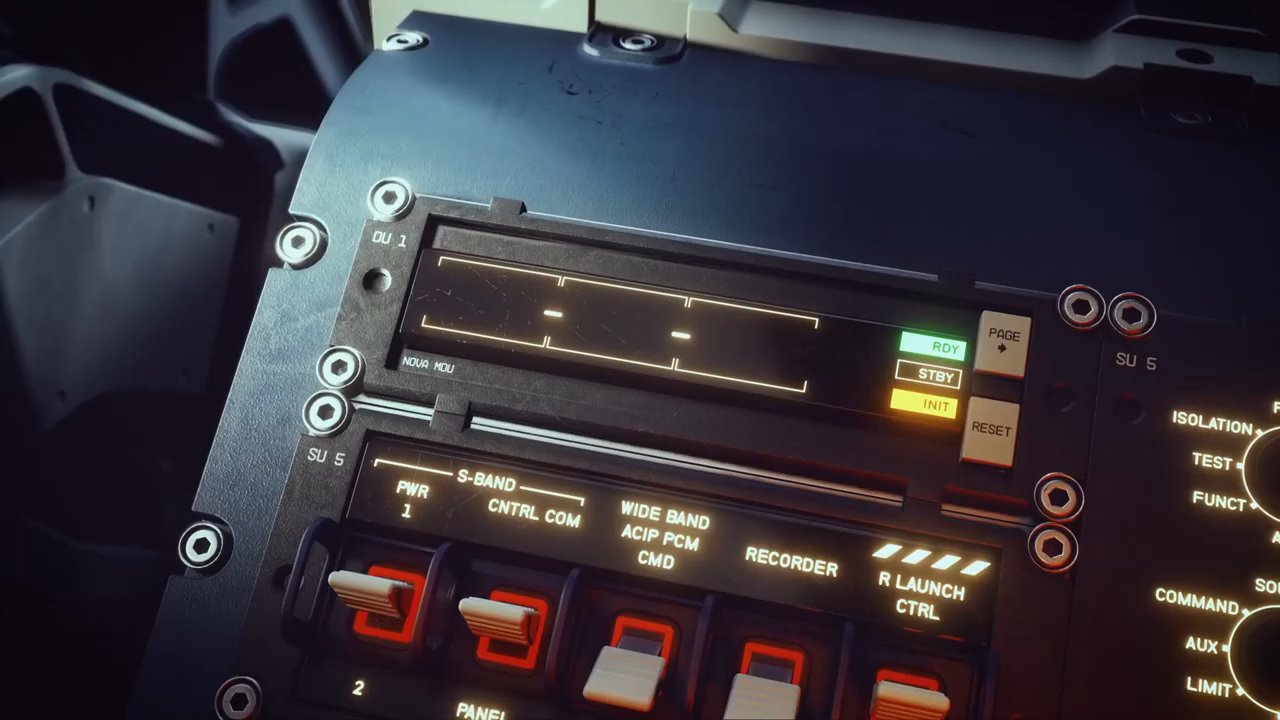 DU 1
PAGE
RDY
STBY
INIT
RESET
NOVA MDU
SU 5
SU 5
S-BAND
PWR
1
CNTRL COM
WIDE BAND
ACIP PCM
CMD
RECORDER
R LAUNCH
CTRL
2
PANEL
ISOLATION
TEST
FUNCT
COMMAND
AUX
LIMIT